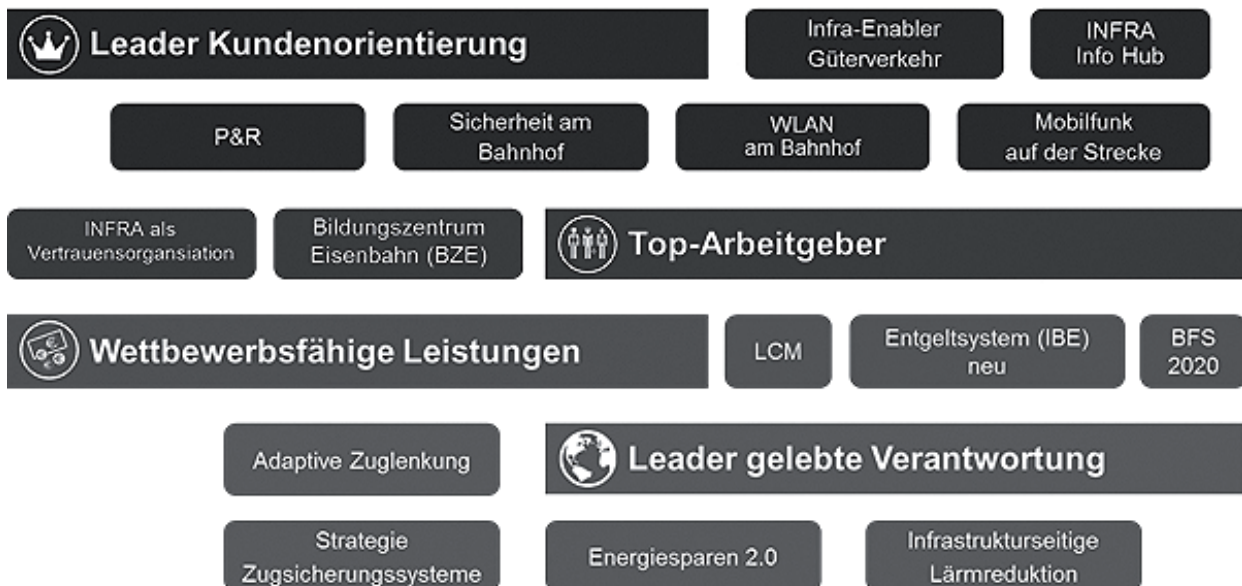 Leader Kundenorientierung
Infra-Enabler
Güterverkehr
INFRA
Info Hub
P&R
Sicherheit am
Bahnhof
WLAN
am Bahnhof
Mobilfunk
auf der Strecke
INFRA als
Vertrauensorgansiation
Bildungszentrum
Eisenbahn (BZE)
Top-Arbeitgeber
Wettbewerbsfähige Leistungen
LCM
Entgeltsystem (IBE)
neu
BFS
2020
Adaptive Zuglenkung
Leader gelebte Verantwortung
Strategie
Zugsicherungssysteme
Energiesparen 2.0
Infrastrukturseitige
Lärmreduktion